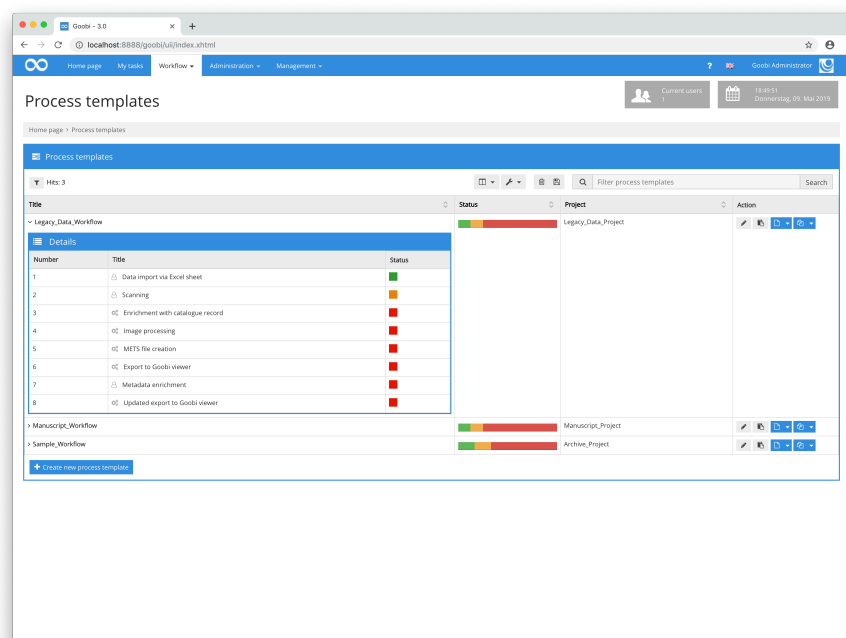 Goobi - 3.0
localhost:8888/goobi/uii/index.xhtml
Home page My tasks Workflow Administration Management ? Goobi Administrator
Process templates
Current users
1
18:49:51
Donnerstag, 09. Mai 2019
Home page > Process templates
Process templates
Hits: 3 Filter process templates Search
Title Status Project Action
Legacy_Data_Workflow Legacy_Data_Project
Details
Number Title Status
1 Data import via Excel sheet
2 Scanning
3 Enrichment with catalogue record
4 Image processing
5 METS file creation
6 Export to Goobi viewer
7 Metadata enrichment
8 Updated export to Goobi viewer
Manuscript_Workflow Manuscript_Project
Sample_Workflow Archive_Project
Create new process template